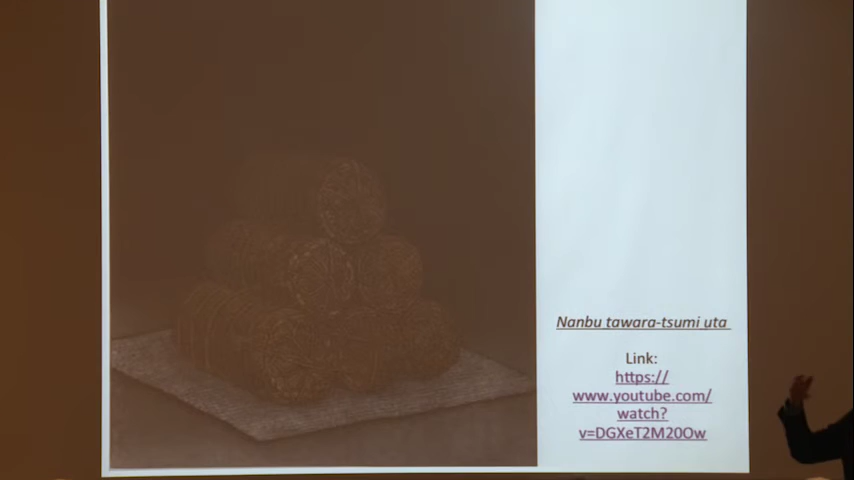 Nanbu tawara-tsumi uta
Link:
https://
www.youtube.com/
watch?
v=DGXeT2M20Ow